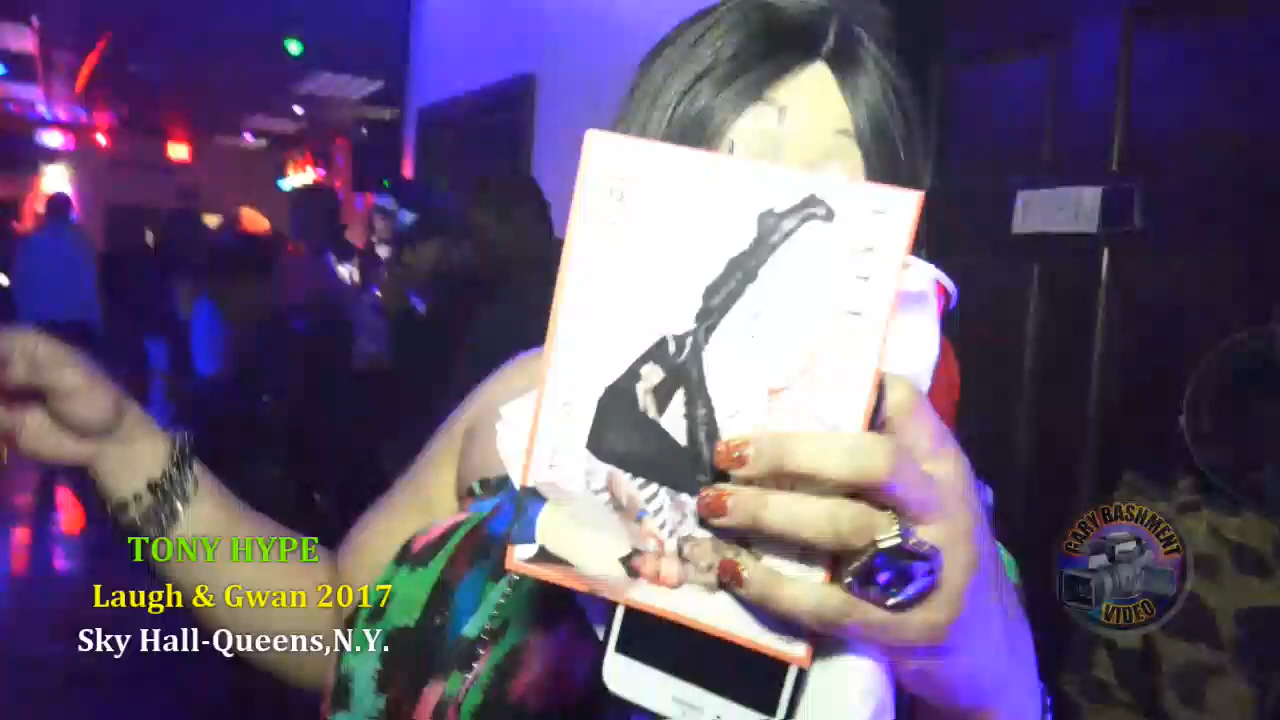 TONY HYPE
Laugh & Gwan 2017
Sky Hall-Queens,N.Y.
GARY BASHMENT
VIDEO